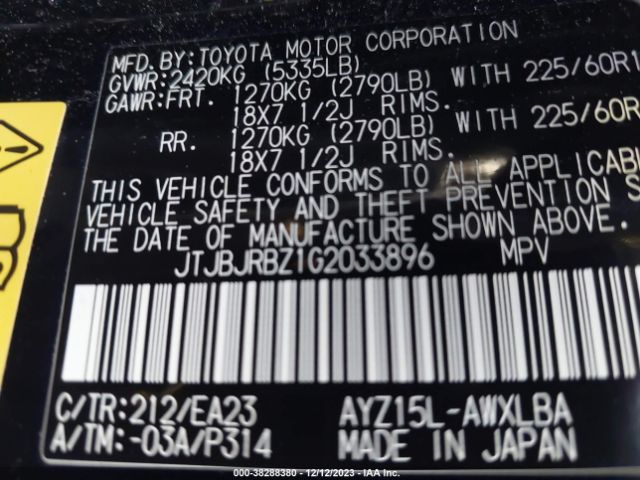 MFD. BY: TOYOTA MOTOR CORPORATION
GVWR: 2420KG (5335LB)
GAWR: FRT. 1270KG (2790LB) WITH 225/60R1
18X7 1/2J RIMS.
RR. 1270KG (2790LB) WITH 225/60R
18X7 1/2J RIMS.
THIS VEHICLE CONFORMS TO ALL APPLICABL
VEHICLE SAFETY AND THEFT PREVENTION S
THE DATE OF MANUFACTURE SHOWN ABOVE.
JTJBJRBZ1G2033896 MPV
C/TR: 212/EA23 AYZ15L-AWXLBA
A/TM: -03A/P314 MADE IN JAPAN
000-38288380 - 12/12/2023 - IAA Inc.